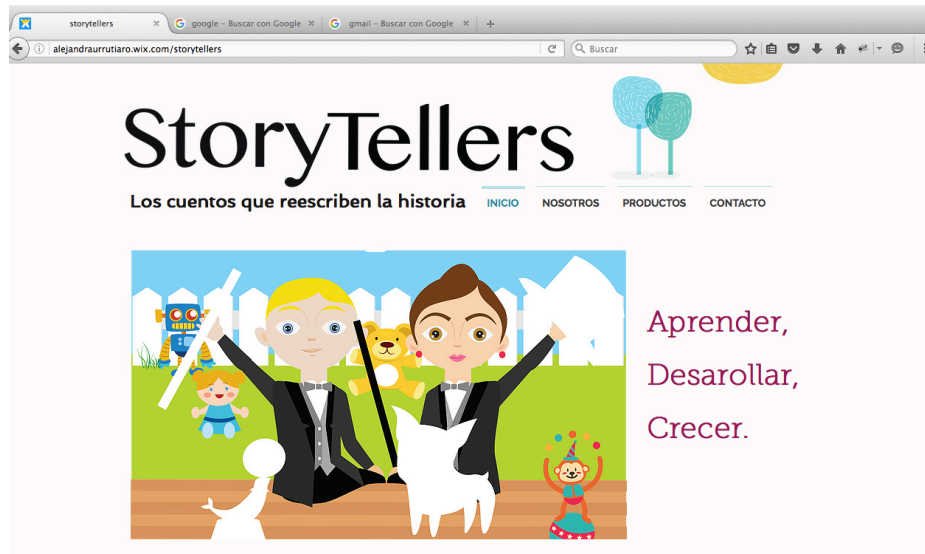 storytellers
google – Buscar con Google
gmail – Buscar con Google
alejandraurrutiaro.wix.com/storytellers
Buscar
StoryTellers
Los cuentos que reescriben la historia
INICIO NOSOTROS PRODUCTOS CONTACTO
Aprender,
Desarollar,
Crecer.